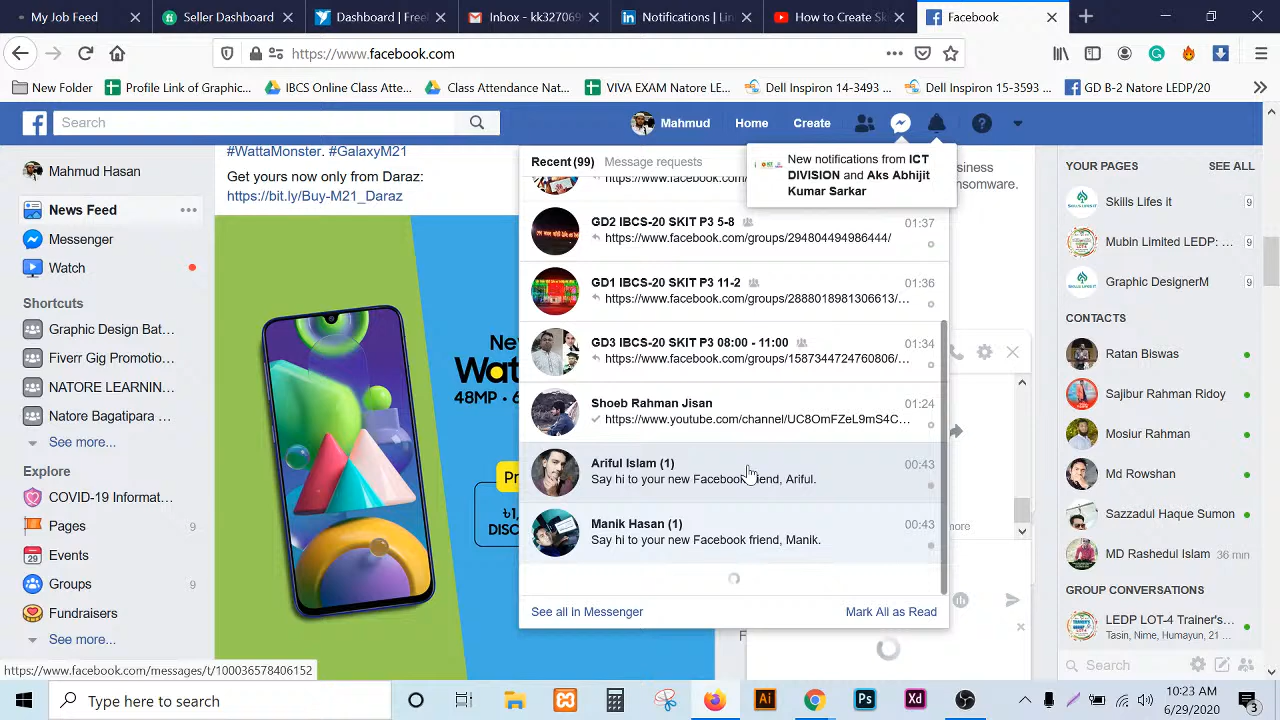 Seller Dashboard
Dashboard | Freel
Inbox - kk327069
Notifications | Lin
How to Create Sk
Facebook
https://www.facebook.com
New Folder
Profile Link of Graphic...
IBCS Online Class Atte...
Class Attendance Nat...
VIVA EXAM Natore LE...
Dell Inspiron 14-3493 ...
Dell Inspiron 15-3593 ...
GD B-2 Natore LEDP/20
Search
Mahmud
Home
Create
Mahmud Hasan
News Feed
Messenger
Watch
Shortcuts
Graphic Design Bat...
Fiverr Gig Promotio...
NATORE LEARNIN...
Natore Bagatipara ...
See more...
Explore
COVID-19 Informat...
Pages 9
Events
Groups 9
Fundraisers
See more...
#WattaMonster. #GalaxyM21
Get yours now only from Daraz:
https://bit.ly/Buy-M21_Daraz
Recent (99)
Message requests
New notifications from ICT
DIVISION and Aks Abhijit
Kumar Sarkar
GD2 IBCS-20 SKIT P3 5-8 01:37
https://www.facebook.com/groups/294804494986444/
GD1 IBCS-20 SKIT P3 11-2 01:36
https://www.facebook.com/groups/2888018981306613/...
GD3 IBCS-20 SKIT P3 08:00 - 11:00 01:34
https://www.facebook.com/groups/1587344724760806/...
Shoeb Rahman Jisan 01:24
https://www.youtube.com/channel/UC8OmFZeL9mS4C...
Ariful Islam (1) 00:43
Say hi to your new Facebook friend, Ariful.
Manik Hasan (1) 00:43
Say hi to your new Facebook friend, Manik.
See all in Messenger
Mark All as Read
YOUR PAGES SEE ALL
Skills Lifes it 9
Mubin Limited LEDP: ... 9
Graphic DesignerM 9
CONTACTS
Ratan Biswas
Sajibur Rahman Ridoy
Mosiur Rahman
Md Rowshan
Sazzadul Haque Sumon
MD Rashedul Islam 36 min
GROUP CONVERSATIONS
LEDP LOT-4 Trainer's...
Tasin, Nime, Humayun, 21 ...
Search
https://www.facebook.com/messages/t/100036578406152
Type here to search
10:23 AM
6/29/2020
3